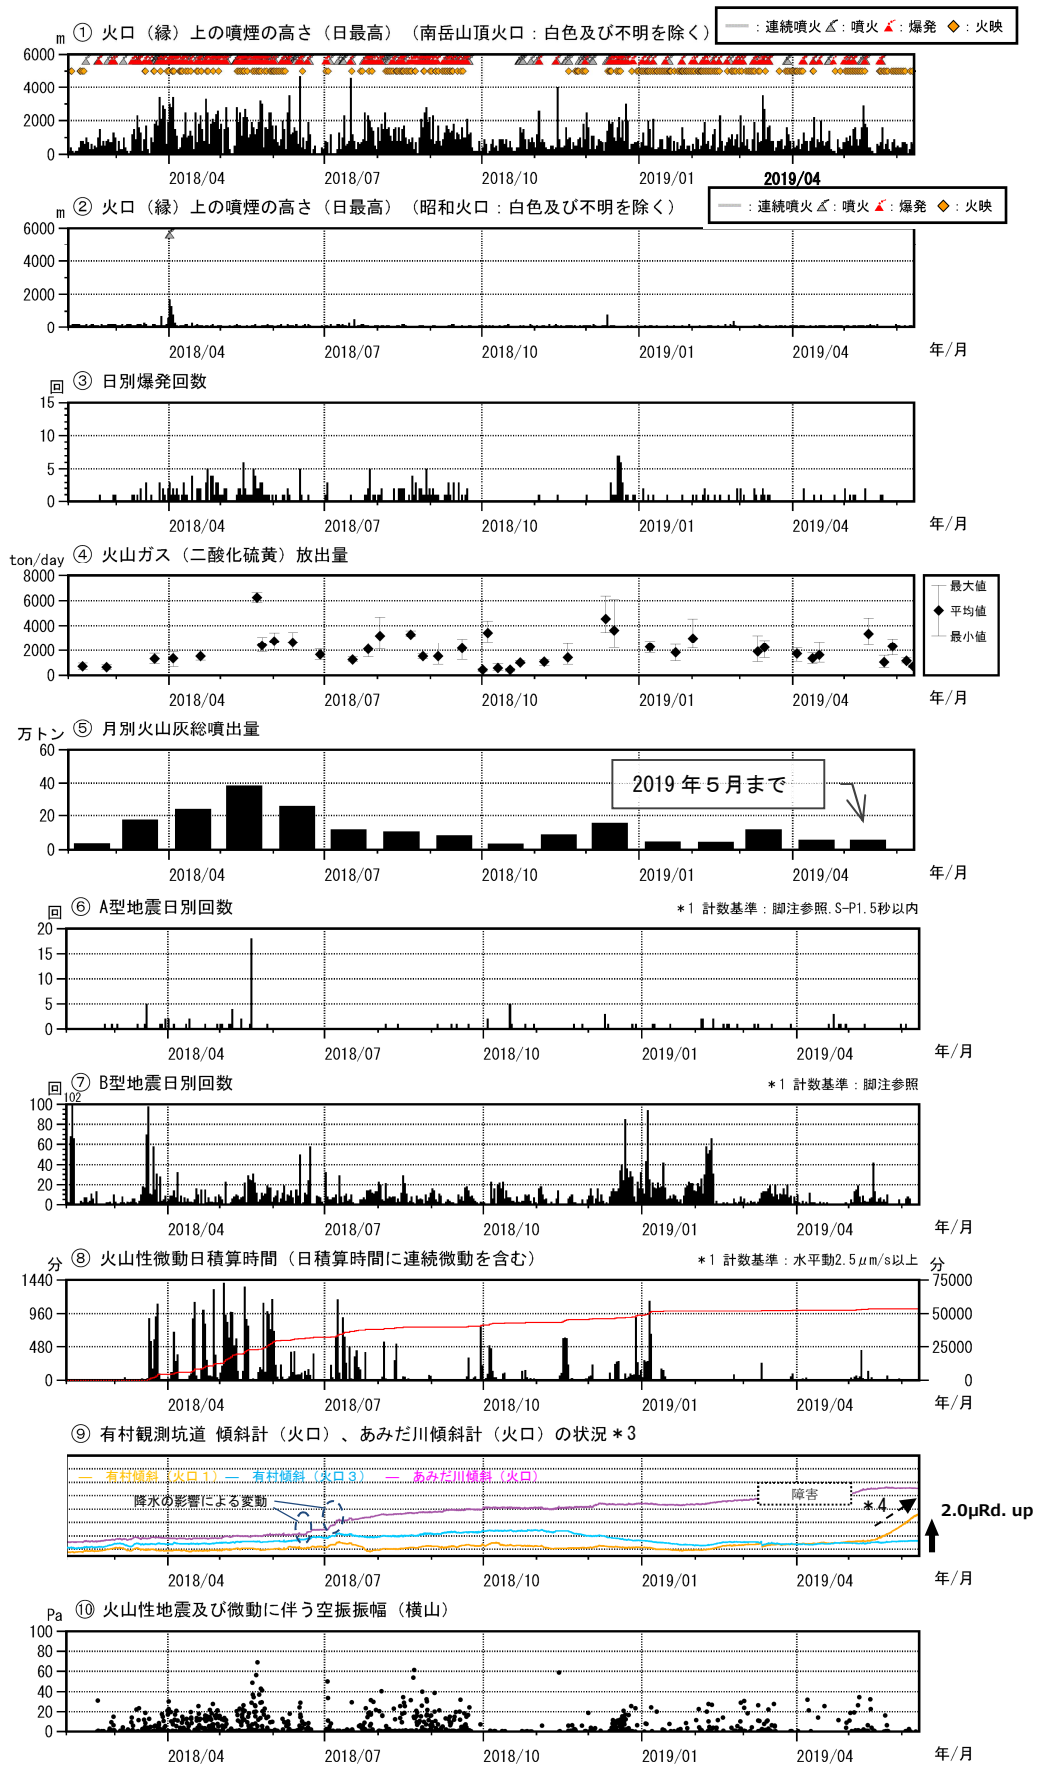 ① 火口（縁）上の噴煙の高さ（日最高）（南岳山頂火口：白色及び不明を除く）
：連続噴火 ：噴火 ：爆発 ：火映
m
6000
4000
2000
0
2018/04 2018/07 2018/10 2019/01 2019/04
② 火口（縁）上の噴煙の高さ（日最高）（昭和火口：白色及び不明を除く）
：連続噴火 ：噴火 ：爆発 ：火映
m
6000
4000
2000
0
2018/04 2018/07 2018/10 2019/01 2019/04 年/月
回 ③ 日別爆発回数
15
10
5
0
2018/04 2018/07 2018/10 2019/01 2019/04 年/月
ton/day ④ 火山ガス（二酸化硫黄）放出量
8000
6000
4000
2000
0
最大値
平均値
最小値
2018/04 2018/07 2018/10 2019/01 2019/04 年/月
万トン ⑤ 月別火山灰総噴出量
60
40
20
0
2019 年５月まで
2018/04 2018/07 2018/10 2019/01 2019/04 年/月
回 ⑥ A型地震日別回数
＊1 計数基準：脚注参照.S-P1.5秒以内
20
15
10
5
0
2018/04 2018/07 2018/10 2019/01 2019/04 年/月
回 ⑦ B型地震日別回数
＊1 計数基準：脚注参照
102
100
80
60
40
20
0
2018/04 2018/07 2018/10 2019/01 2019/04 年/月
分 ⑧ 火山性微動日積算時間（日積算時間に連続微動を含む）
＊1 計数基準：水平動2.5μm/s以上 分
1440
960
480
0
75000
50000
25000
0
2018/04 2018/07 2018/10 2019/01 2019/04 年/月
⑨ 有村観測坑道 傾斜計（火口）、あみだ川傾斜計（火口）の状況＊3
有村傾斜（火口１） 有村傾斜（火口３） あみだ川傾斜（火口）
降水の影響による変動
障害
＊4
2.0μRd. up
2018/04 2018/07 2018/10 2019/01 2019/04 年/月
Pa ⑩ 火山性地震及び微動に伴う空振振幅（横山）
100
80
60
40
20
0
2018/04 2018/07 2018/10 2019/01 2019/04 年/月